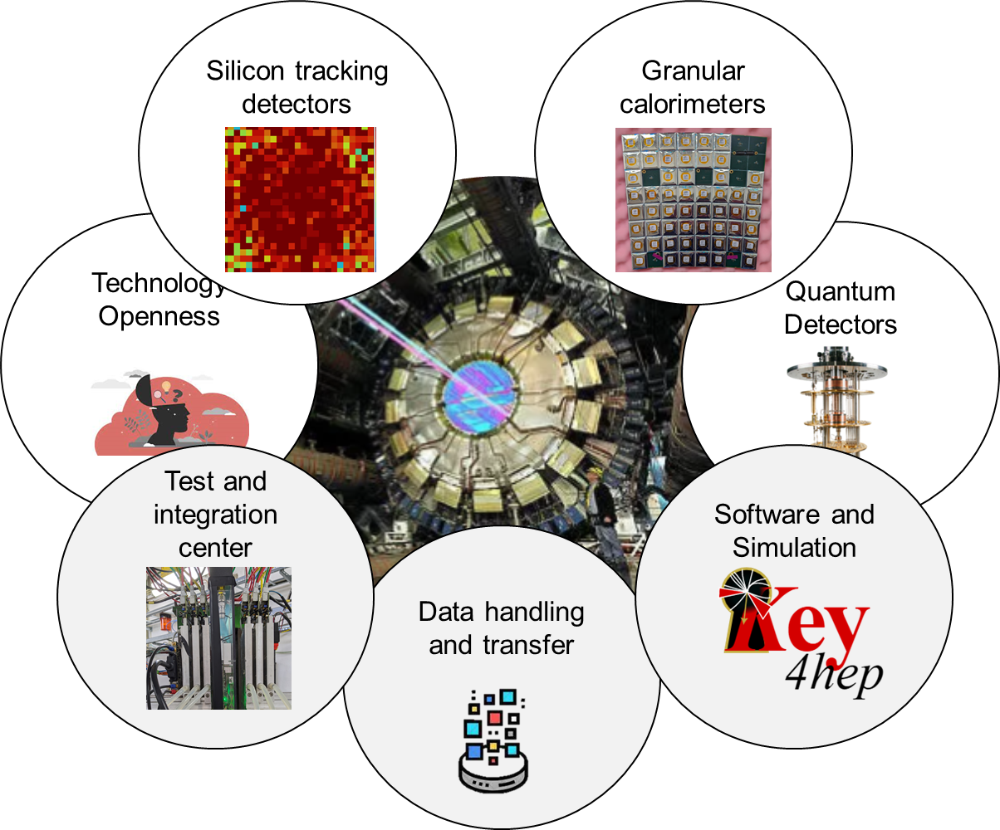 Silicon tracking
detectors
Granular
calorimeters
Technology
Openness
Quantum
Detectors
Test and
integration
center
Software and
Simulation
Key
4hep
Data handling
and transfer